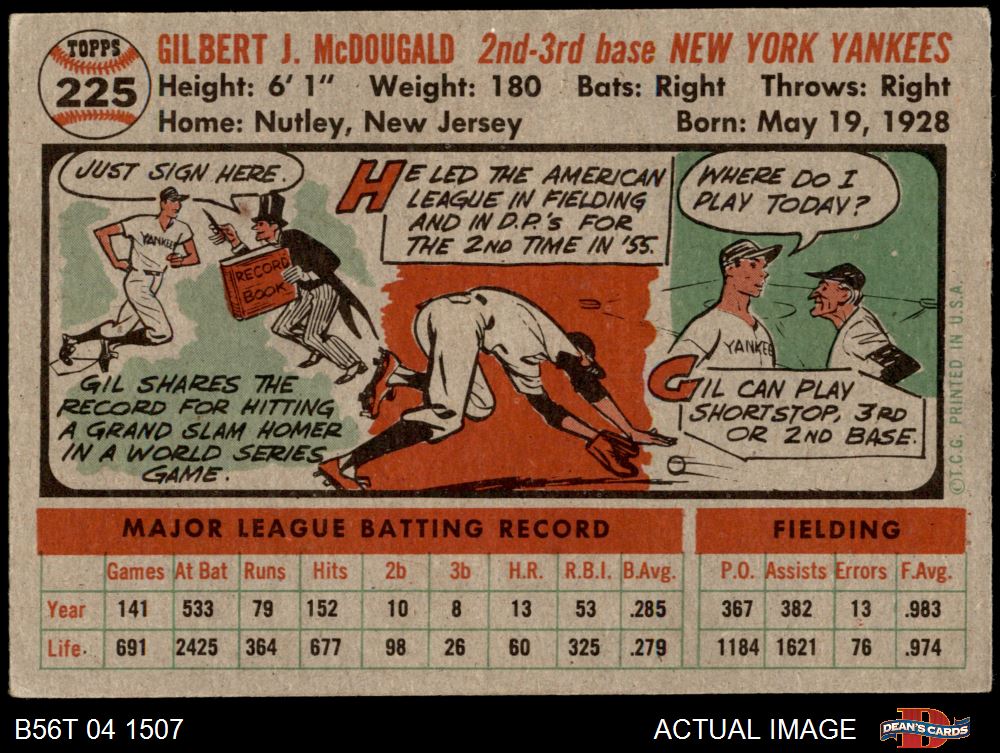 TOPPS
225
GILBERT J. McDOUGALD 2nd-3rd base NEW YORK YANKEES
Height: 6' 1" Weight: 180 Bats: Right Throws: Right
Home: Nutley, New Jersey Born: May 19, 1928
JUST SIGN HERE.
YANKEE
RECORD
BOOK
GIL SHARES THE
RECORD FOR HITTING
A GRAND SLAM HOMER
IN A WORLD SERIES
GAME.
HE LED THE AMERICAN
LEAGUE IN FIELDING
AND IN D.P.'S FOR
THE 2ND TIME IN '55.
WHERE DO I
PLAY TODAY?
YANKEE
GIL CAN PLAY
SHORTSTOP, 3RD
OR 2ND BASE.
©T.C.G. PRINTED IN U.S.A.
MAJOR LEAGUE BATTING RECORD FIELDING
Games At Bat Runs Hits 2b 3b H.R. R.B.I. B.Avg. P.O. Assists Errors F.Avg.
Year 141 533 79 152 10 8 13 53 .285 367 382 13 .983
Life 691 2425 364 677 98 26 60 325 .279 1184 1621 76 .974
B56T 04 1507 ACTUAL IMAGE DEAN'S CARDS